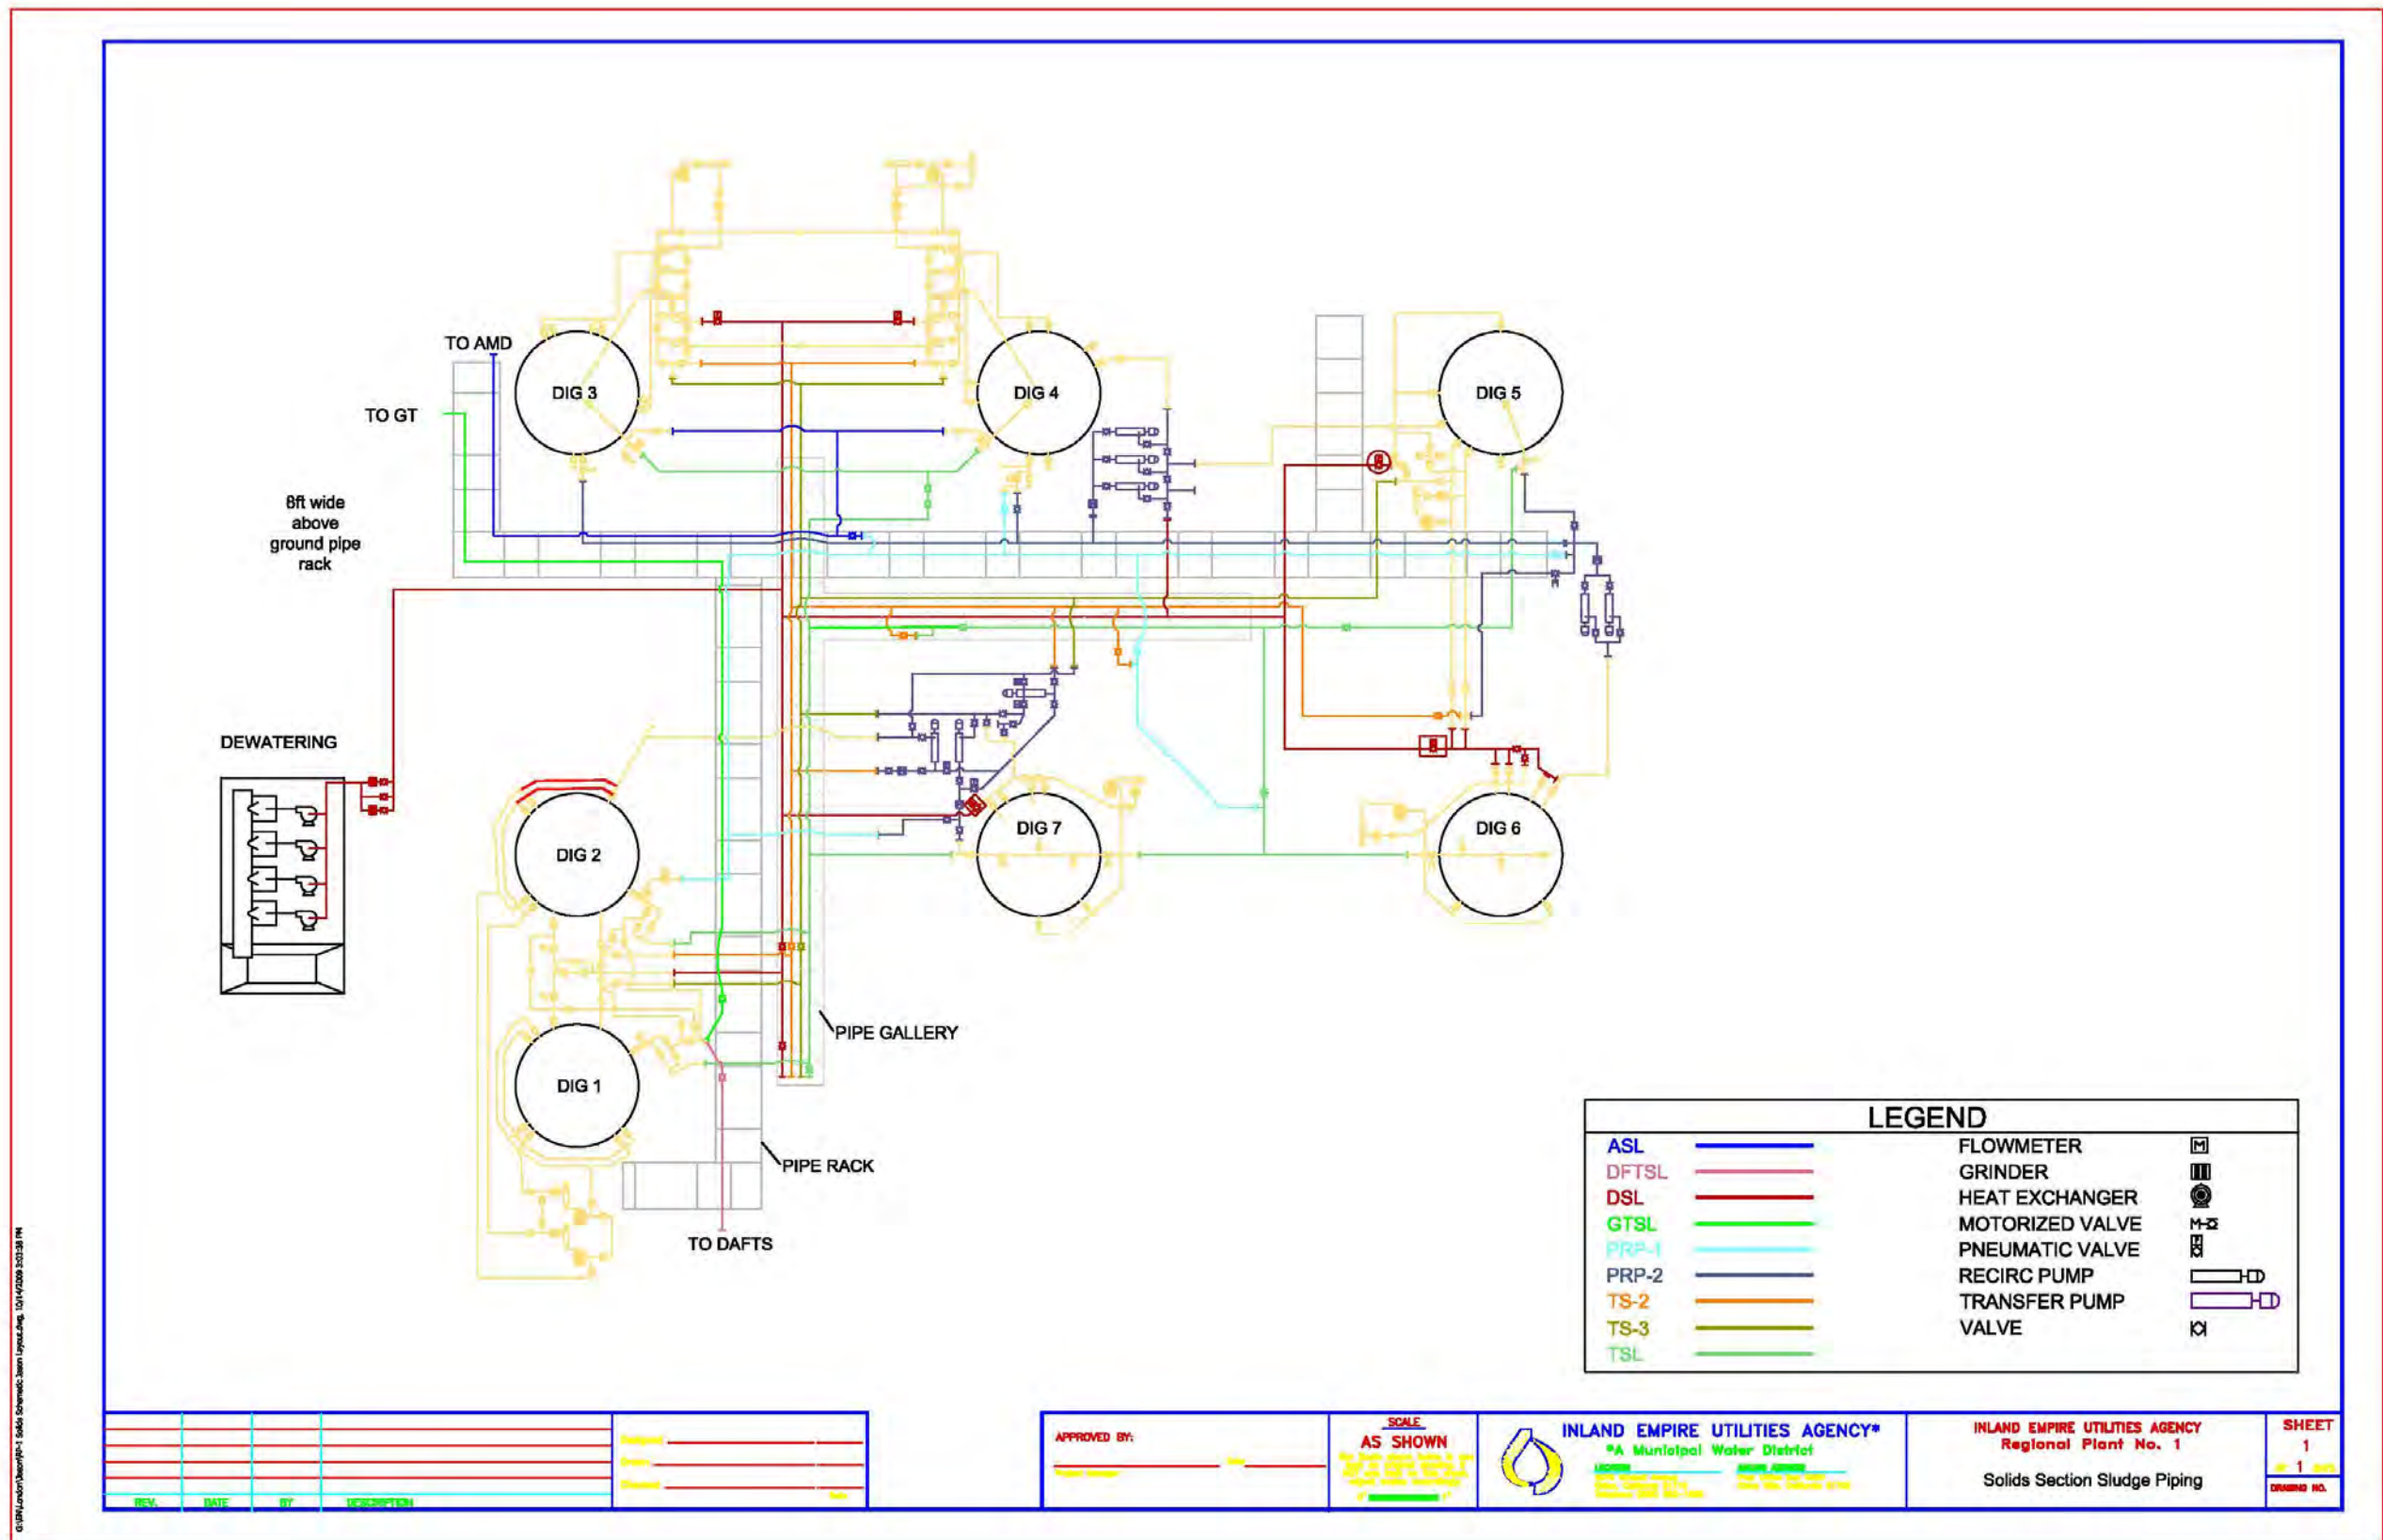 TO AMD
DIG 3
DIG 4
DIG 5
TO GT
8ft wide
above
ground pipe
rack
DEWATERING
DIG 2
DIG 7
DIG 6
PIPE GALLERY
DIG 1
PIPE RACK
TO DAFTS
LEGEND
ASL
DFTSL
DSL
GTSL
PRP-1
PRP-2
TS-2
TS-3
TSL
FLOWMETER M
GRINDER
HEAT EXCHANGER
MOTORIZED VALVE M
PNEUMATIC VALVE
RECIRC PUMP
TRANSFER PUMP
VALVE
REV. DATE BY DESCRIPTION
APPROVED BY:
SCALE
AS SHOWN
INLAND EMPIRE UTILITIES AGENCY*
*A Municipal Water District
INLAND EMPIRE UTILITIES AGENCY
Regional Plant No. 1
Solids Section Sludge Piping
SHEET
1
1
DRAWING NO.